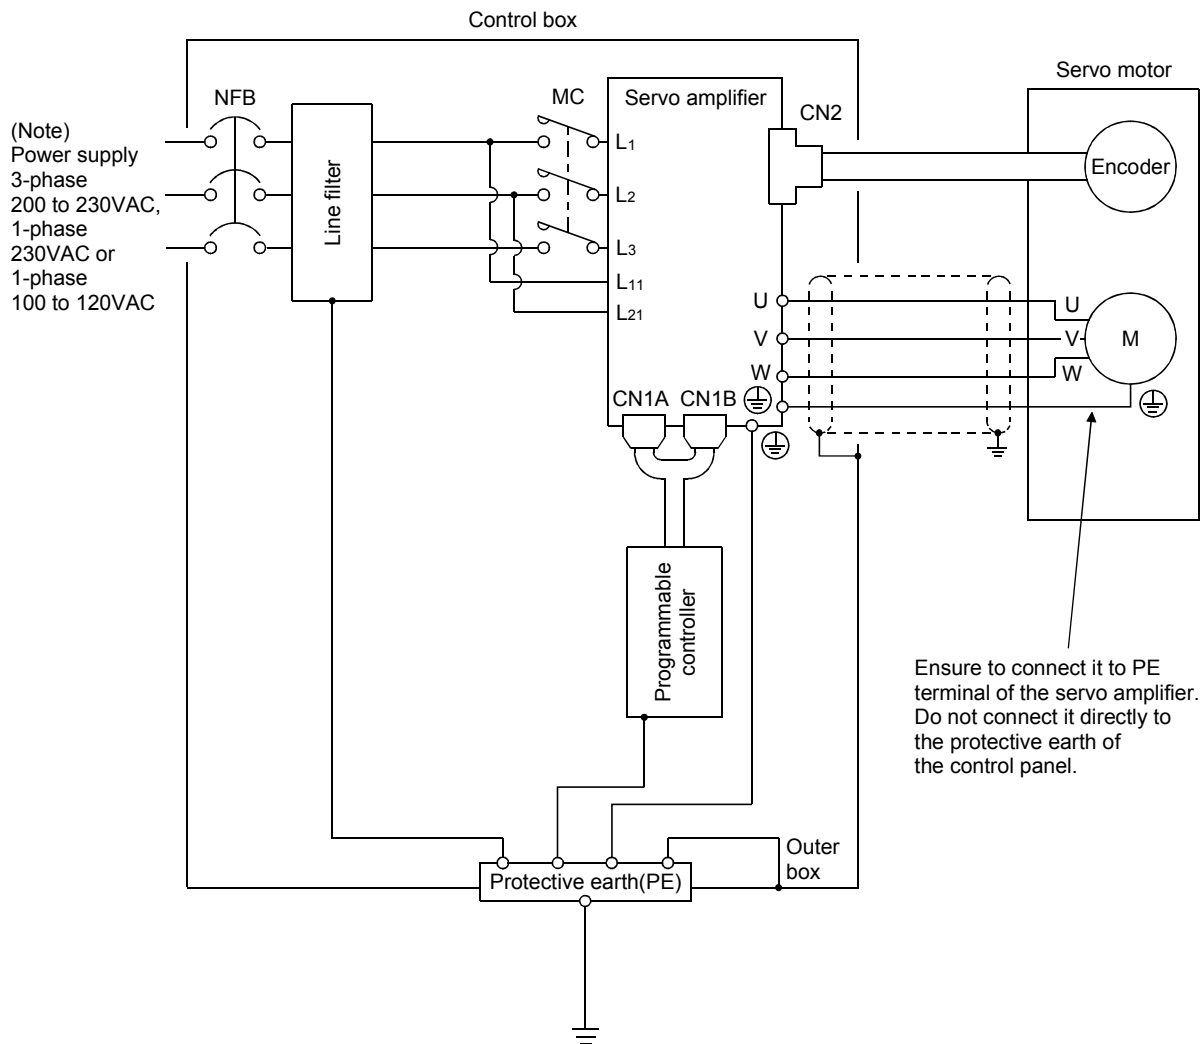 Control box
Servo motor
NFB
MC
Servo amplifier
CN2
(Note)
Power supply
3-phase
200 to 230VAC,
1-phase
230VAC or
1-phase
100 to 120VAC
Line filter
L1
L2
L3
L11
L21
Encoder
U
V
W
U
V
W
M
CN1A
CN1B
Programmable
controller
Ensure to connect it to PE
terminal of the servo amplifier.
Do not connect it directly to
the protective earth of
the control panel.
Outer
box
Protective earth(PE)